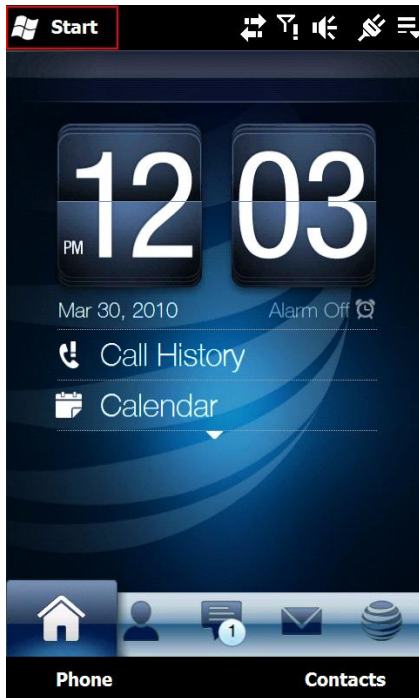 Start
12 03
PM
Mar 30, 2010 Alarm Off
Call History
Calendar
1
Phone Contacts